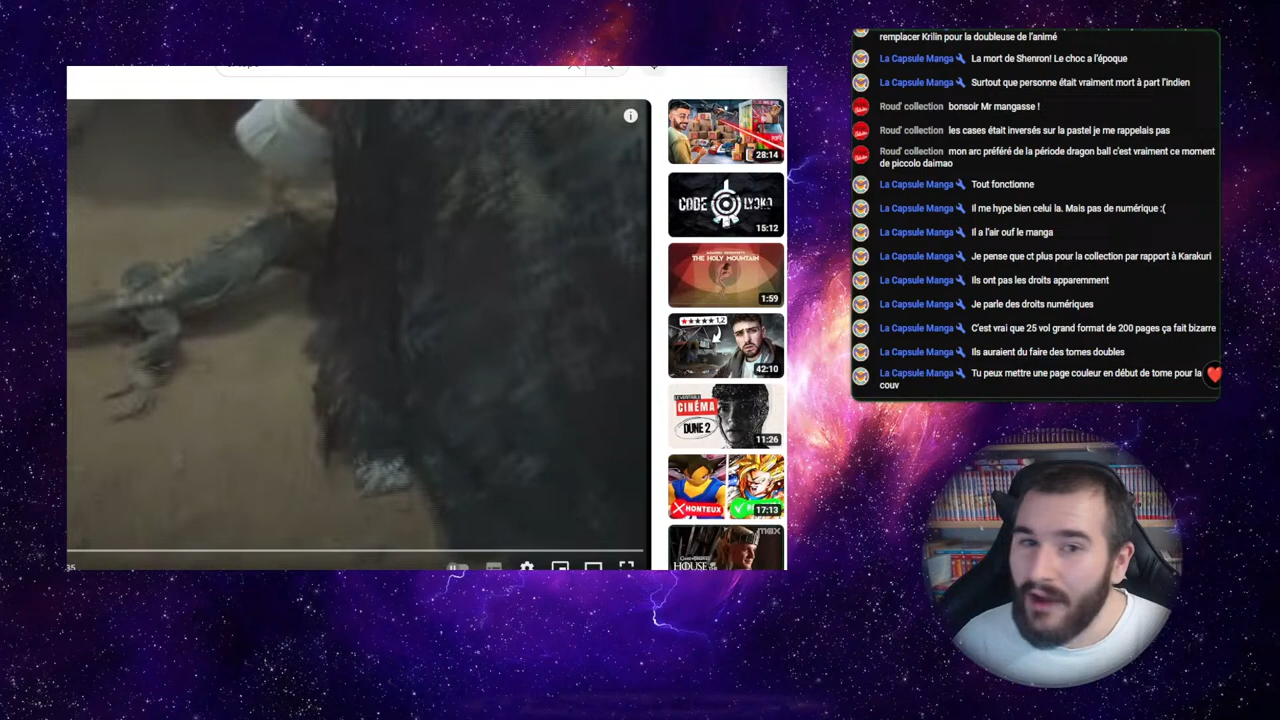 remplacer Krilin pour la doubleuse de l'animé
La Capsule Manga La mort de Shenron! Le choc a l'époque
La Capsule Manga Surtout que personne était vraiment mort à part l'indien
Roud' collection bonsoir Mr mangasse !
Roud' collection les cases était inversés sur la pastel je me rappelais pas
Roud' collection mon arc préféré de la période dragon ball c'est vraiment ce moment
de piccolo daimao
La Capsule Manga Tout fonctionne
La Capsule Manga Il me hype bien celui la. Mais pas de numérique :(
La Capsule Manga Il a l'air ouf le manga
La Capsule Manga Je pense que ct plus pour la collection par rapport à Karakuri
La Capsule Manga Ils ont pas les droits apparemment
La Capsule Manga Je parle des droits numériques
La Capsule Manga C'est vrai que 25 vol grand format de 200 pages ça fait bizarre
La Capsule Manga Ils auraient du faire des tomes doubles
La Capsule Manga Tu peux mettre une page couleur en début de tome pour la
couv
28:14
CODE LYOKO
15:12
THE HOLY MOUNTAIN
1:59
1,2
42:10
CINÉMA
DUNE 2
11:26
HONTEUX
17:13
max
HOUSE
35